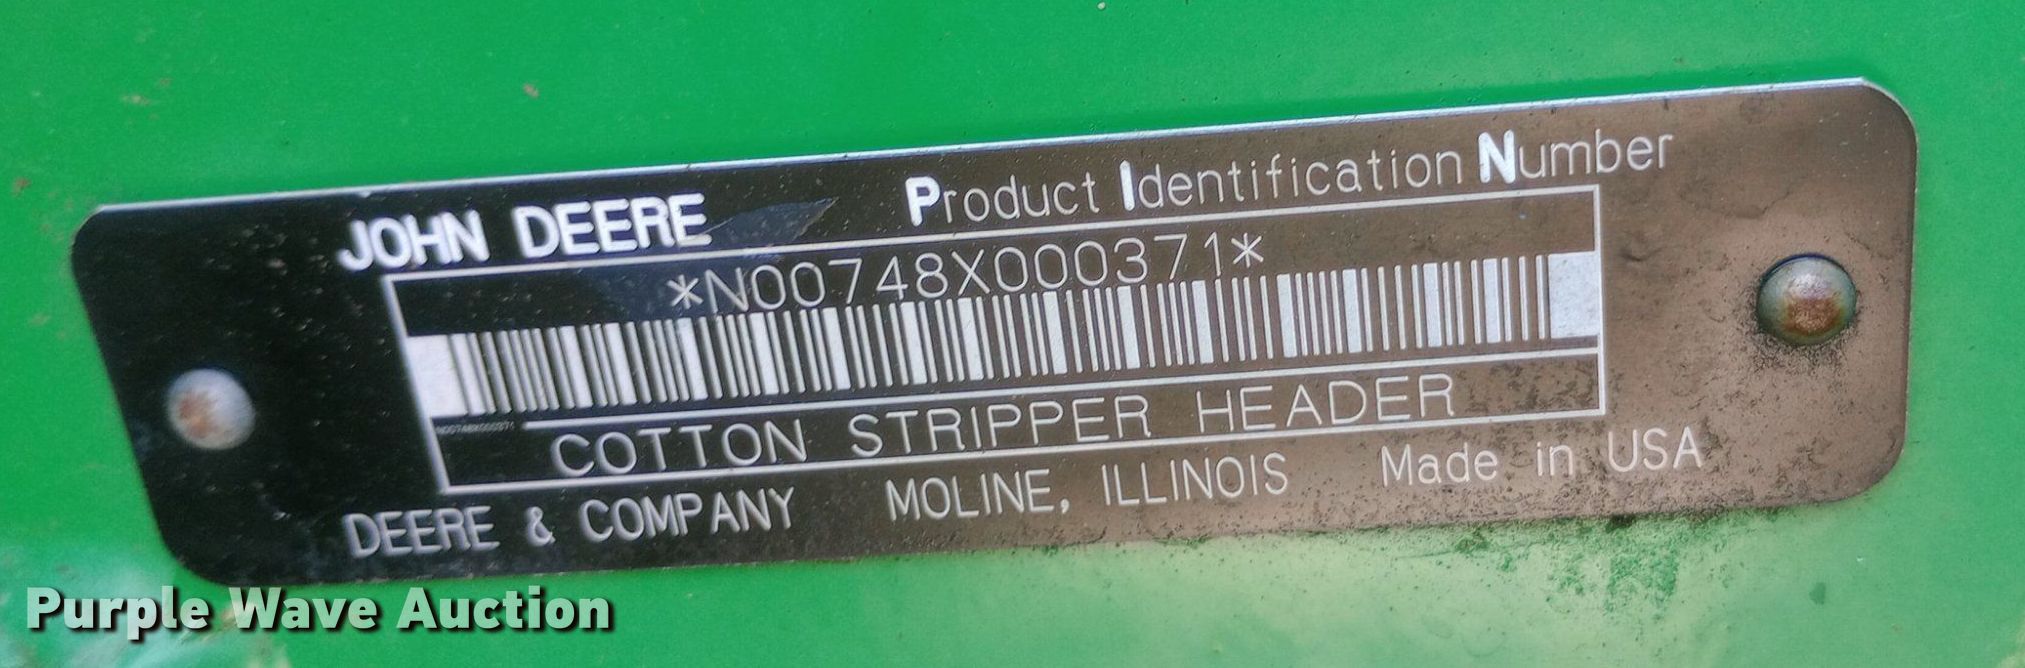 JOHN DEERE Product Identification Number
*N00748X000371*
N00748X000371
COTTON STRIPPER HEADER
DEERE & COMPANY MOLINE, ILLINOIS Made in USA
Purple Wave Auction